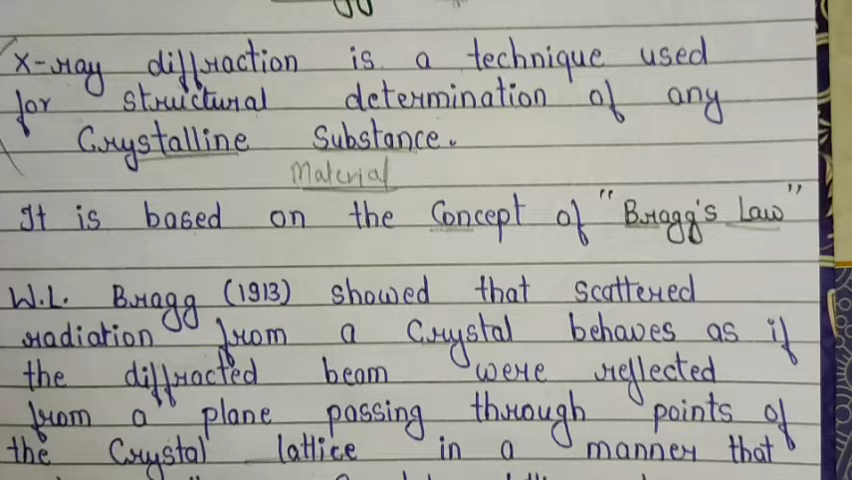 X-ray diffraction is a technique used
for structural determination of any
Crystalline Substance.
Material
It is based on the Concept of "Bragg's Law"
W.L. Bragg (1913) showed that scattered
radiation from a Crystal behaves as if
the diffracted beam were reflected
from a plane passing through points of
the Crystal lattice in a manner that